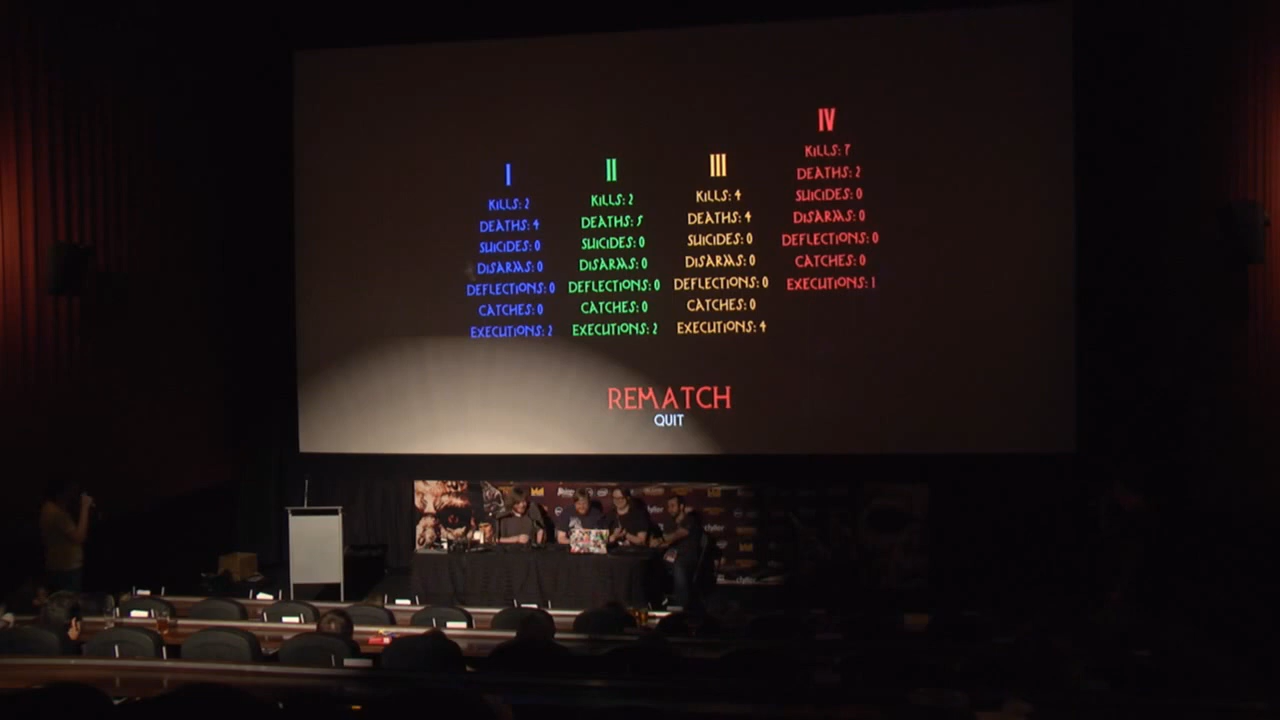 I
KILLS: 2
DEATHS: 4
SUICIDES: 0
DISARMS: 0
DEFLECTIONS: 0
CATCHES: 0
EXECUTIONS: 2
II
KILLS: 2
DEATHS: 5
SUICIDES: 0
DISARMS: 0
DEFLECTIONS: 0
CATCHES: 0
EXECUTIONS: 2
III
KILLS: 4
DEATHS: 4
SUICIDES: 0
DISARMS: 0
DEFLECTIONS: 0
CATCHES: 0
EXECUTIONS: 4
IV
KILLS: 7
DEATHS: 2
SUICIDES: 0
DISARMS: 0
DEFLECTIONS: 0
CATCHES: 0
EXECUTIONS: 1
REMATCH
QUIT